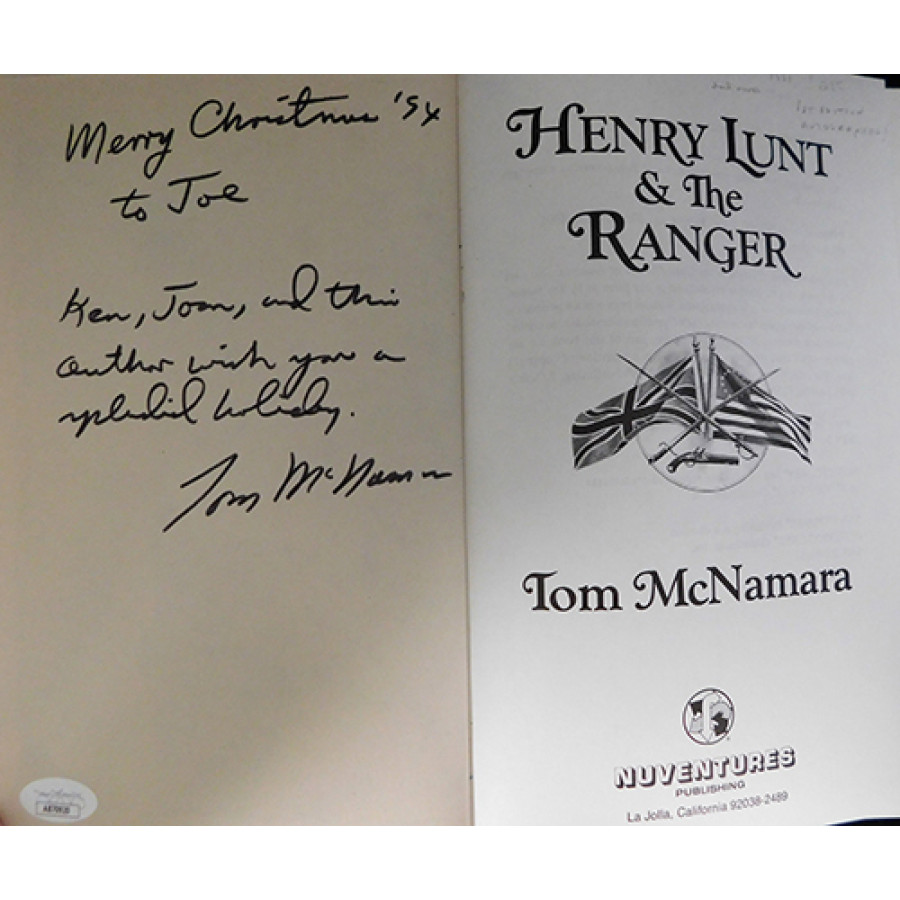 Merry Christmas '94
to Joe
Ken, Joan, and this
author wish you a
splendid holiday.
Tom McNamara
HENRY LUNT
& The
RANGER
Tom McNamara
NUVENTURES
PUBLISHING
La Jolla, California 92038-2489